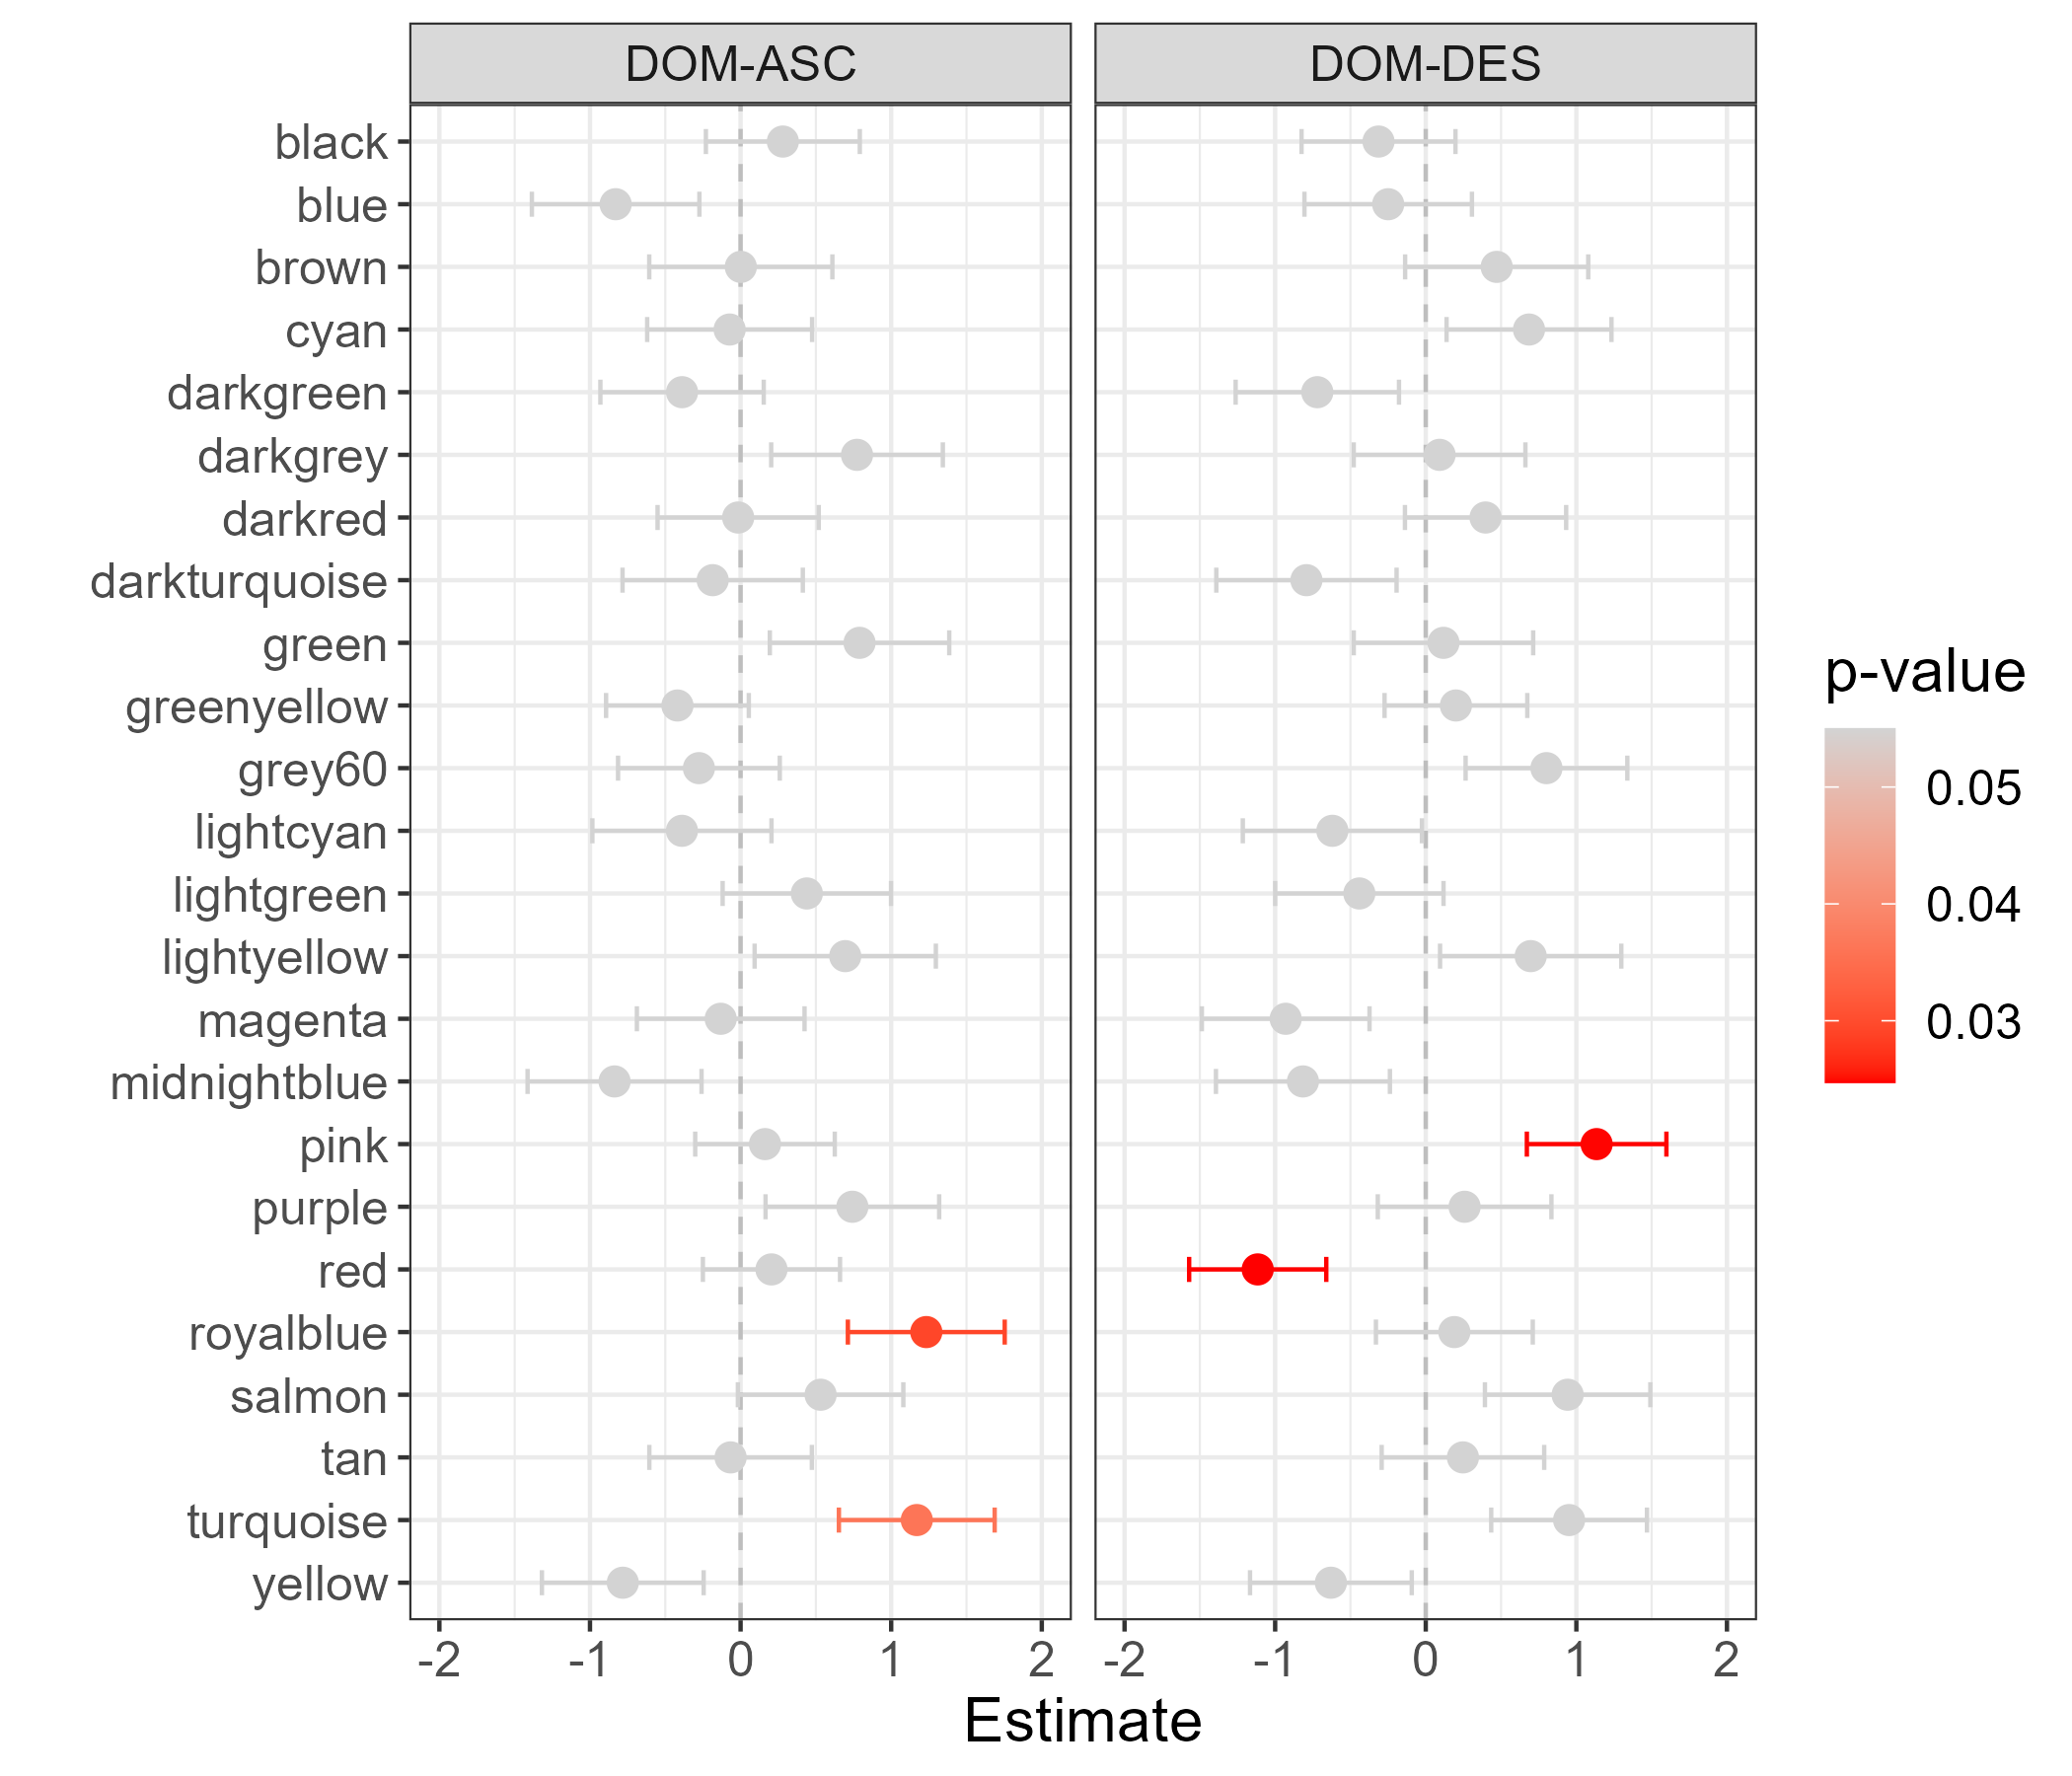 DOM-ASC
DOM-DES
black
blue
brown
cyan
darkgreen
darkgrey
darkred
darkturquoise
green
greenyellow
grey60
lightcyan
lightgreen
lightyellow
magenta
midnightblue
pink
purple
red
royalblue
salmon
tan
turquoise
yellow
-2 -1 0 1 2
-2 -1 0 1 2
Estimate
p-value
0.05
0.04
0.03